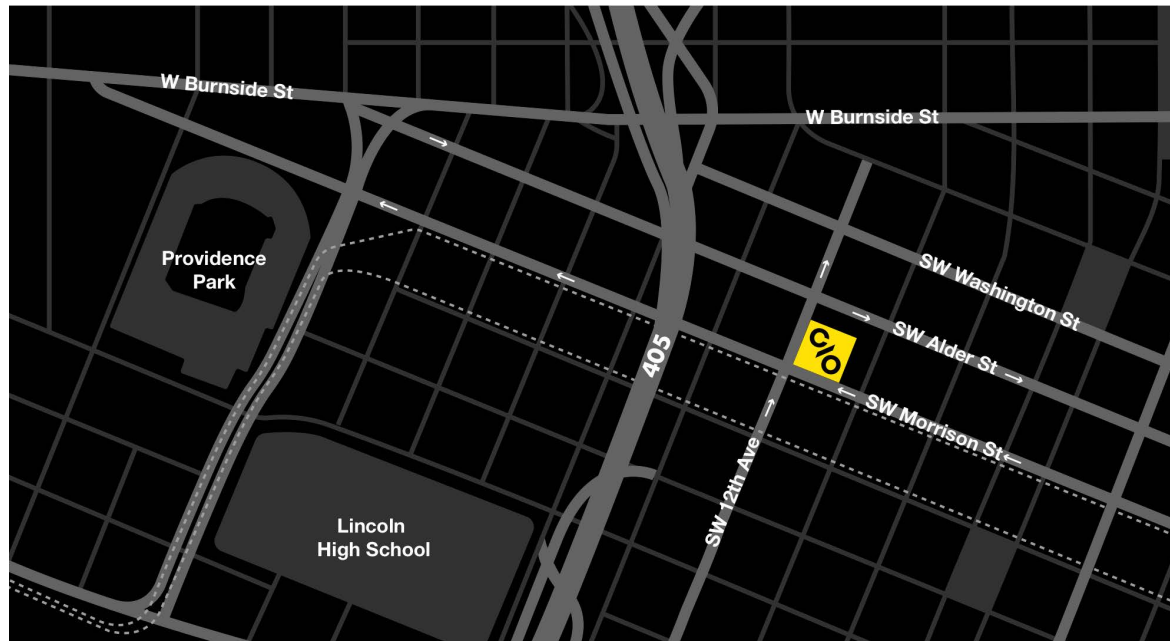 W Burnside St
W Burnside St
Providence
Park
SW Washington St
SW Alder St
405
C/O
SW Morrison St
SW 12th Ave
Lincoln
High School